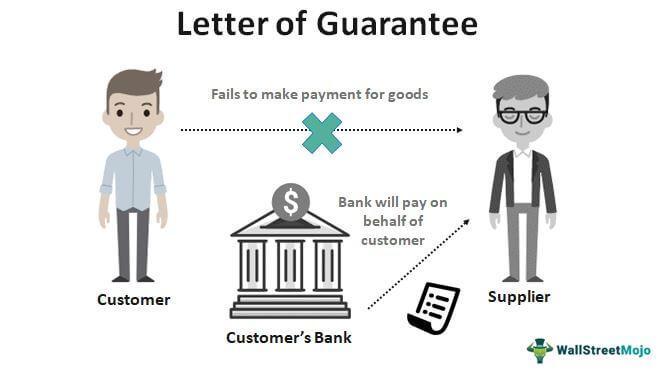 Letter of Guarantee
Fails to make payment for goods
$
Bank will pay on
behalf of
customer
Customer
Supplier
Customer's Bank
WallStreetMojo